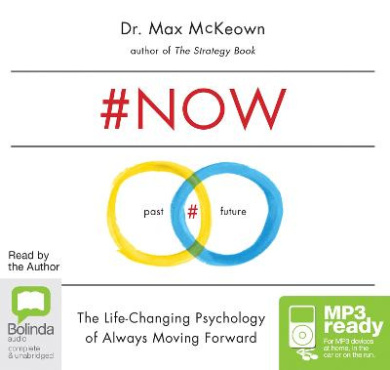 Dr. Max McKeown
author of The Strategy Book
#NOW
past # future
Read by
the Author
Bolinda
audio
complete
& unabridged
The Life-Changing Psychology
of Always Moving Forward
MP3
ready
For MP3 devices
at home, in the
car or on the run.